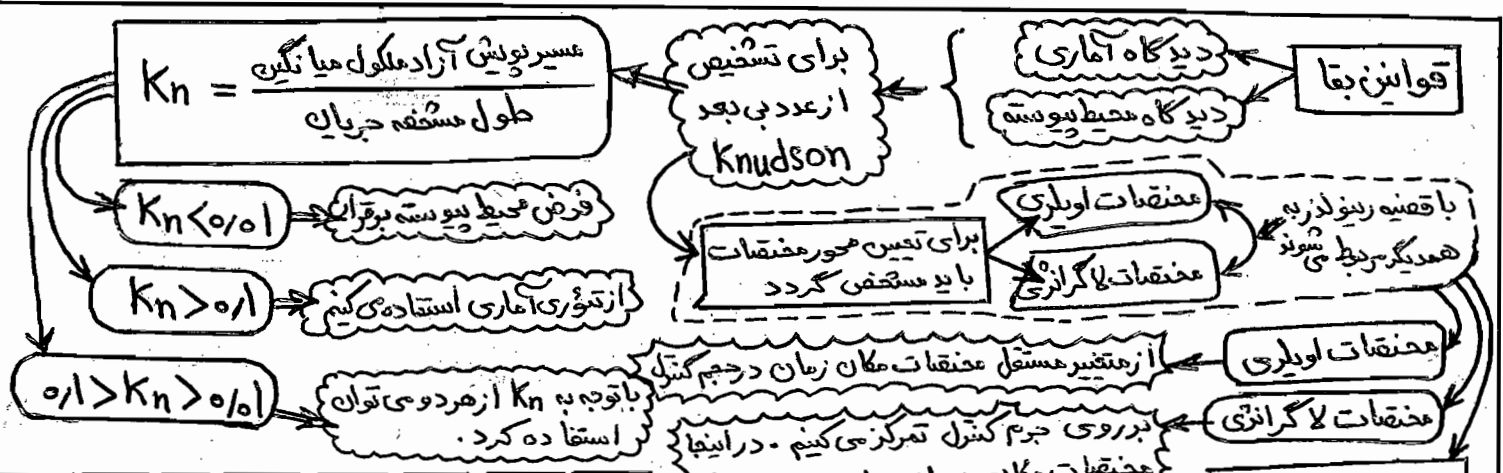 قوانین بقا
دیدگاه آماری
دیدگاه محیط پیوسته
برای تشخیص
از عدد بی بعد
Knudson
Kn = مسیر پویش آزاد ملکول میانگین / طول مشخصه جریان
Kn<0/01
فرض محیط پیوسته برقرار
Kn>0/1
از تئوری آماری استفاده می کنیم
0/1>Kn>0/01
با توجه به Kn از هر دو می توان
استفاده کرد.
برای تعیین محور مختصات
باید مشخص گردد
مختصات اویلری
مختصات لاگرانژی
با قضیه رینولدز به
همدیگر مربوط می شوند
مختصات اویلری
از متغییر مستقل مختصات مکان زمان در حجم کنترل
مختصات لاگرانژی
بر روی جرم کنترل تمرکز می کنیم. در اینجا
مختصات